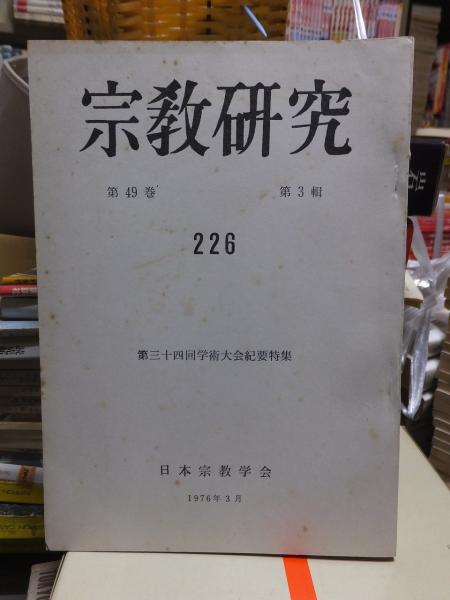 宗教研究
第49巻 第3輯
226
第三十四回学術大会紀要特集
日本宗教学会
1976年3月